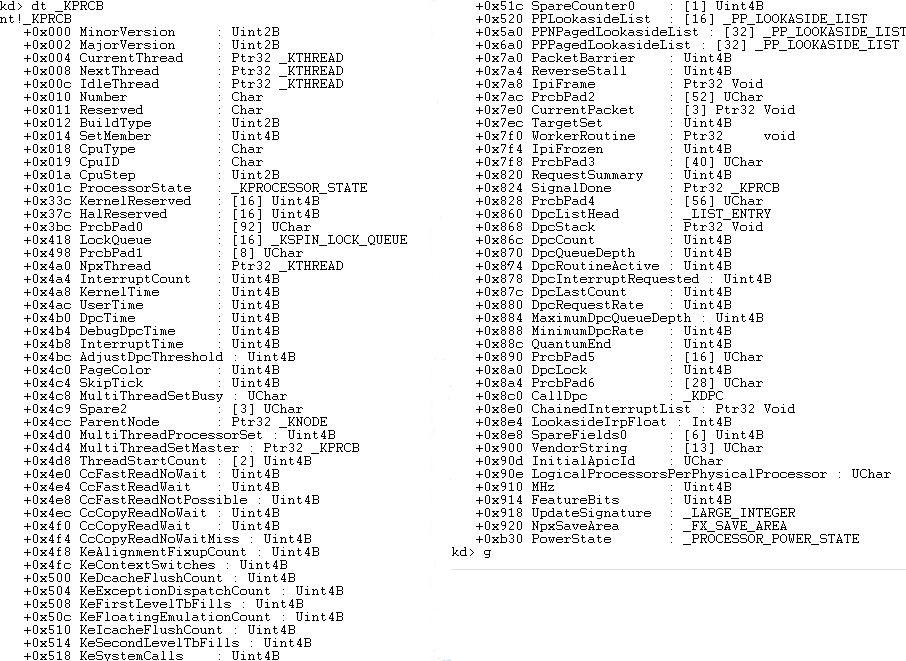 kd> dt _KPRCB
nt!_KPRCB
+0x000 MinorVersion : Uint2B
+0x002 MajorVersion : Uint2B
+0x004 CurrentThread : Ptr32 _KTHREAD
+0x008 NextThread : Ptr32 _KTHREAD
+0x00c IdleThread : Ptr32 _KTHREAD
+0x010 Number : Char
+0x011 Reserved : Char
+0x012 BuildType : Uint2B
+0x014 SetMember : Uint4B
+0x018 CpuType : Char
+0x019 CpuID : Char
+0x01a CpuStep : Uint2B
+0x01c ProcessorState : _KPROCESSOR_STATE
+0x33c KernelReserved : [16] Uint4B
+0x37c HalReserved : [16] Uint4B
+0x3bc PrcbPad0 : [92] UChar
+0x418 LockQueue : [16] _KSPIN_LOCK_QUEUE
+0x498 PrcbPad1 : [8] UChar
+0x4a0 NpxThread : Ptr32 _KTHREAD
+0x4a4 InterruptCount : Uint4B
+0x4a8 KernelTime : Uint4B
+0x4ac UserTime : Uint4B
+0x4b0 DpcTime : Uint4B
+0x4b4 DebugDpcTime : Uint4B
+0x4b8 InterruptTime : Uint4B
+0x4bc AdjustDpcThreshold : Uint4B
+0x4c0 PageColor : Uint4B
+0x4c4 SkipTick : Uint4B
+0x4c8 MultiThreadSetBusy : UChar
+0x4c9 Spare2 : [3] UChar
+0x4cc ParentNode : Ptr32 _KNODE
+0x4d0 MultiThreadProcessorSet : Uint4B
+0x4d4 MultiThreadSetMaster : Ptr32 _KPRCB
+0x4d8 ThreadStartCount : [2] Uint4B
+0x4e0 CcFastReadNoWait : Uint4B
+0x4e4 CcFastReadWait : Uint4B
+0x4e8 CcFastReadNotPossible : Uint4B
+0x4ec CcCopyReadNoWait : Uint4B
+0x4f0 CcCopyReadWait : Uint4B
+0x4f4 CcCopyReadNoWaitMiss : Uint4B
+0x4f8 KeAlignmentFixupCount : Uint4B
+0x4fc KeContextSwitches : Uint4B
+0x500 KeDcacheFlushCount : Uint4B
+0x504 KeExceptionDispatchCount : Uint4B
+0x508 KeFirstLevelTbFills : Uint4B
+0x50c KeFloatingEmulationCount : Uint4B
+0x510 KeIcacheFlushCount : Uint4B
+0x514 KeSecondLevelTbFills : Uint4B
+0x518 KeSystemCalls : Uint4B
+0x51c SpareCounter0 : [1] Uint4B
+0x520 PPLookasideList : [16] _PP_LOOKASIDE_LIST
+0x5a0 PPNPagedLookasideList : [32] _PP_LOOKASIDE_LIST
+0x6a0 PPPagedLookasideList : [32] _PP_LOOKASIDE_LIST
+0x7a0 PacketBarrier : Uint4B
+0x7a4 ReverseStall : Uint4B
+0x7a8 IpiFrame : Ptr32 Void
+0x7ac PrcbPad2 : [52] UChar
+0x7e0 CurrentPacket : [3] Ptr32 Void
+0x7ec TargetSet : Uint4B
+0x7f0 WorkerRoutine : Ptr32 void
+0x7f4 IpiFrozen : Uint4B
+0x7f8 PrcbPad3 : [40] UChar
+0x820 RequestSummary : Uint4B
+0x824 SignalDone : Ptr32 _KPRCB
+0x828 PrcbPad4 : [56] UChar
+0x860 DpcListHead : _LIST_ENTRY
+0x868 DpcStack : Ptr32 Void
+0x86c DpcCount : Uint4B
+0x870 DpcQueueDepth : Uint4B
+0x874 DpcRoutineActive : Uint4B
+0x878 DpcInterruptRequested : Uint4B
+0x87c DpcLastCount : Uint4B
+0x880 DpcRequestRate : Uint4B
+0x884 MaximumDpcQueueDepth : Uint4B
+0x888 MinimumDpcRate : Uint4B
+0x88c QuantumEnd : Uint4B
+0x890 PrcbPad5 : [16] UChar
+0x8a0 DpcLock : Uint4B
+0x8a4 PrcbPad6 : [28] UChar
+0x8c0 CallDpc : _KDPC
+0x8e0 ChainedInterruptList : Ptr32 Void
+0x8e4 LookasideIrpFloat : Int4B
+0x8e8 SpareFields0 : [6] Uint4B
+0x900 VendorString : [13] UChar
+0x90d InitialApicId : UChar
+0x90e LogicalProcessorsPerPhysicalProcessor : UChar
+0x910 MHz : Uint4B
+0x914 FeatureBits : Uint4B
+0x918 UpdateSignature : _LARGE_INTEGER
+0x920 NpxSaveArea : _FX_SAVE_AREA
+0xb30 PowerState : _PROCESSOR_POWER_STATE
kd> g